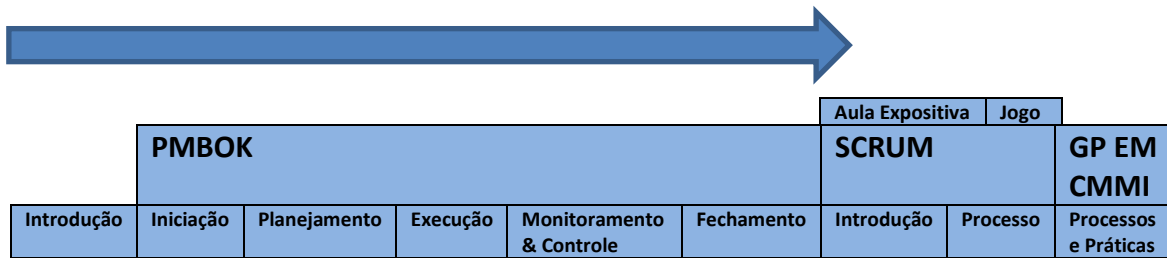 Aula Expositiva Jogo
PMBOK SCRUM GP EM
CMMI
Introdução Iniciação Planejamento Execução Monitoramento Fechamento Introdução Processo Processos
& Controle e Práticas